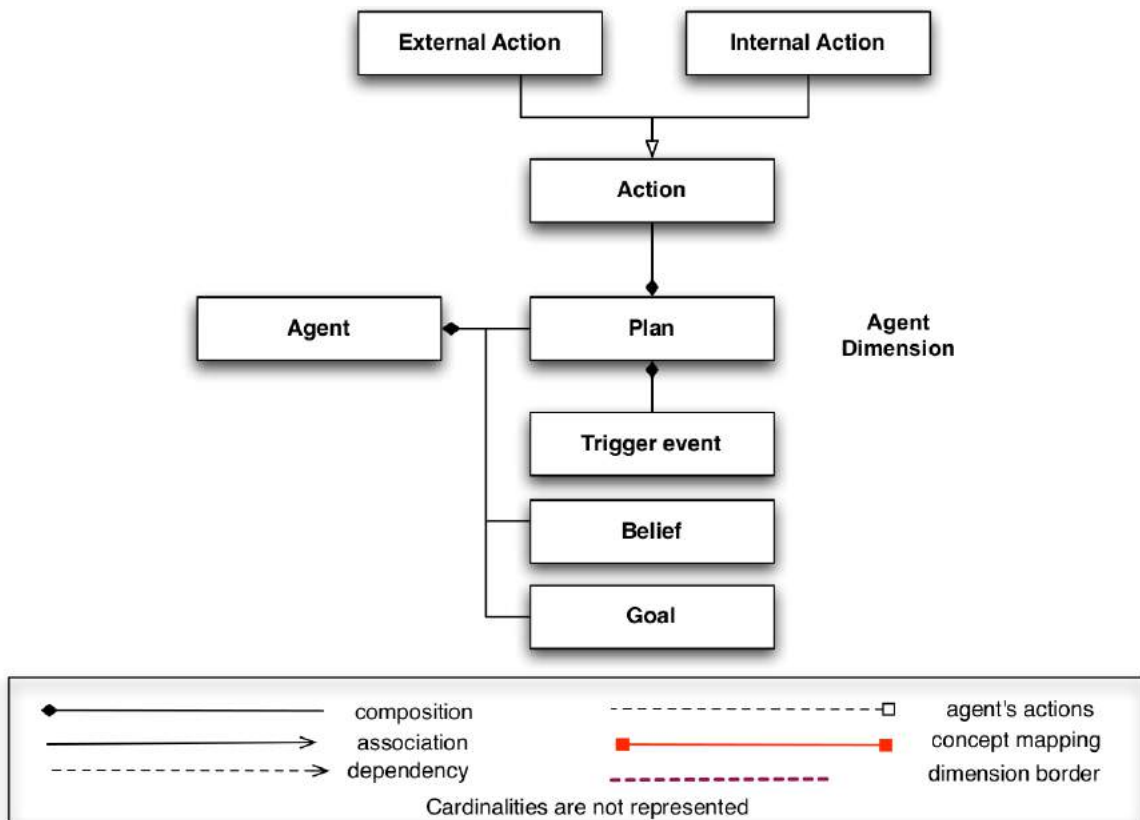 External Action
Internal Action
Action
Agent
Plan
Agent
Dimension
Trigger event
Belief
Goal
composition
agent's actions
association
concept mapping
dependency
dimension border
Cardinalities are not represented